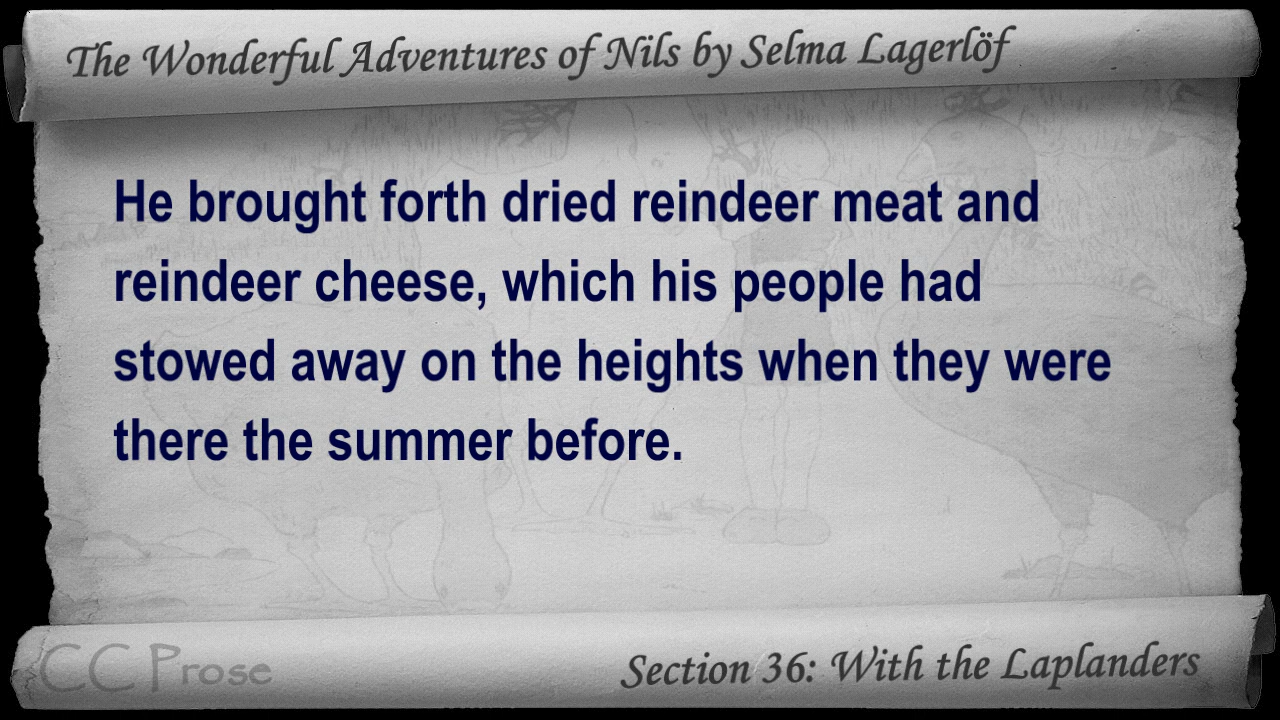 The Wonderful Adventures of Nils by Selma Lagerlöf
He brought forth dried reindeer meat and
reindeer cheese, which his people had
stowed away on the heights when they were
there the summer before.
CC Prose
Section 36: With the Laplanders